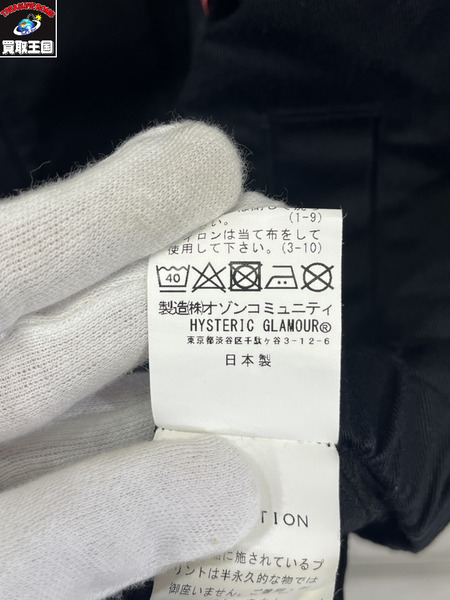 買取王国
い。 (1-9)
ロンは当て布をして
使用して下さい。(3-10)
40
製造㈱オゾンコミュニティ
HYSTERIC GLAMOUR®
東京都渋谷区千駄ヶ谷3-12-6
日本製
TION
に施されているプ
リントは半永久的な物では
御座いません。